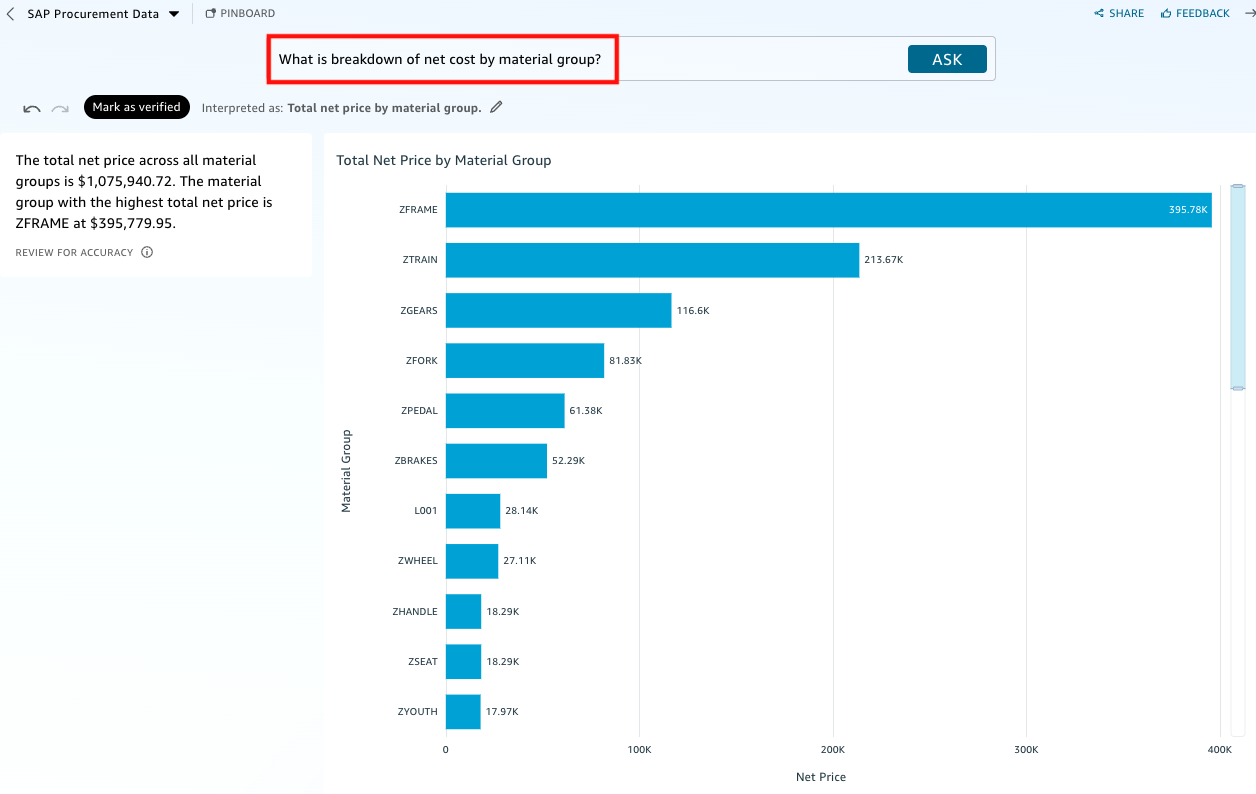 SAP Procurement Data
PINBOARD
SHARE
FEEDBACK
What is breakdown of net cost by material group?
ASK
Mark as verified
Interpreted as: Total net price by material group.
The total net price across all material
groups is $1,075,940.72. The material
group with the highest total net price is
ZFRAME at $395,779.95.
REVIEW FOR ACCURACY
Total Net Price by Material Group
Material Group
ZFRAME 395.78K
ZTRAIN 213.67K
ZGEARS 116.6K
ZFORK 81.83K
ZPEDAL 61.38K
ZBRAKES 52.29K
L001 28.14K
ZWHEEL 27.11K
ZHANDLE 18.29K
ZSEAT 18.29K
ZYOUTH 17.97K
0 100K 200K 300K 400K
Net Price